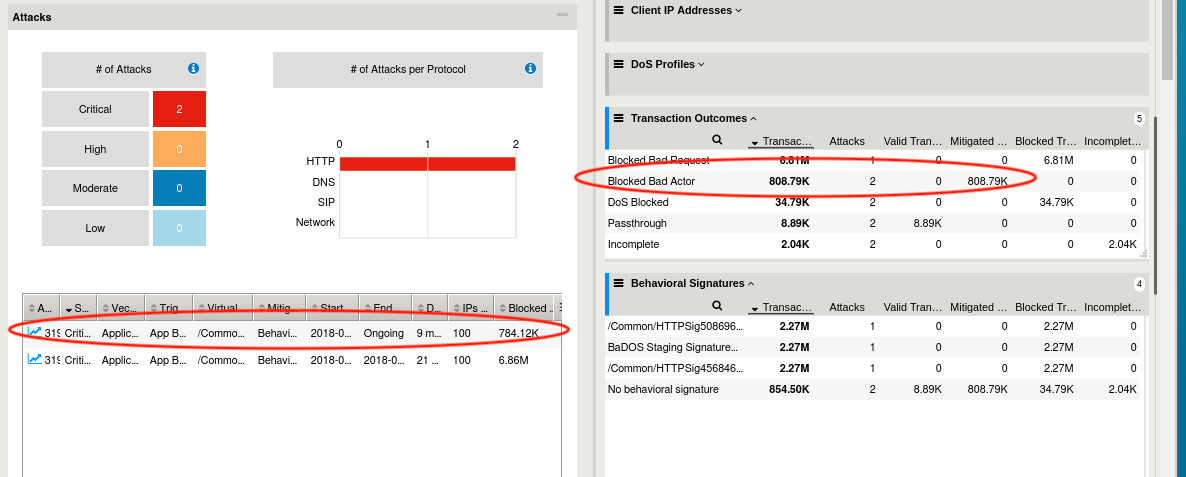 Attacks
# of Attacks
Critical 2
High 0
Moderate 0
Low 0
# of Attacks per Protocol
0 1 2
HTTP
DNS
SIP
Network
A... S... Vec... Trig... Virtual... Mitig... Start... End D... IPs ... Blocked ...
319 Criti... Applic... App B... /Commo... Behavi... 2018-0... Ongoing 9 m... 100 784.12K
319 Criti... Applic... App B... /Commo... Behavi... 2018-0... 2018-0... 21 ... 100 6.86M
Client IP Addresses
DoS Profiles
Transaction Outcomes 5
Transac... Attacks Valid Tran... Mitigated ... Blocked Tr... Incomplet...
Blocked Bad Request 6.81M 1 0 0 6.81M 0
Blocked Bad Actor 808.79K 2 0 808.79K 0 0
DoS Blocked 34.79K 2 0 0 34.79K 0
Passthrough 8.89K 2 8.89K 0 0 0
Incomplete 2.04K 2 0 0 0 2.04K
Behavioral Signatures 4
Transac... Attacks Valid Tran... Mitigated ... Blocked Tr... Incomplet...
/Common/HTTPSig508696... 2.27M 1 0 0 2.27M 0
BaDOS Staging Signature... 2.27M 1 0 0 2.27M 0
/Common/HTTPSig456846... 2.27M 1 0 0 2.27M 0
No behavioral signature 854.50K 2 8.89K 808.79K 34.79K 2.04K